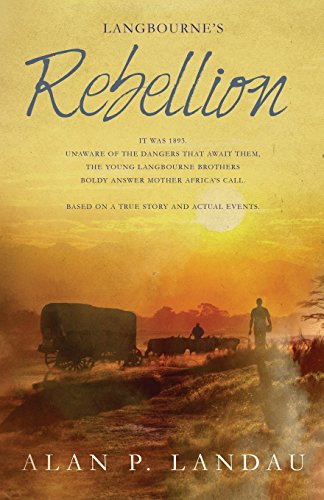 LANGBOURNE'S
Rebellion
IT WAS 1893.
UNAWARE OF THE DANGERS THAT AWAIT THEM,
THE YOUNG LANGBOURNE BROTHERS
BOLDY ANSWER MOTHER AFRICA'S CALL.
BASED ON A TRUE STORY AND ACTUAL EVENTS.
ALAN P. LANDAU